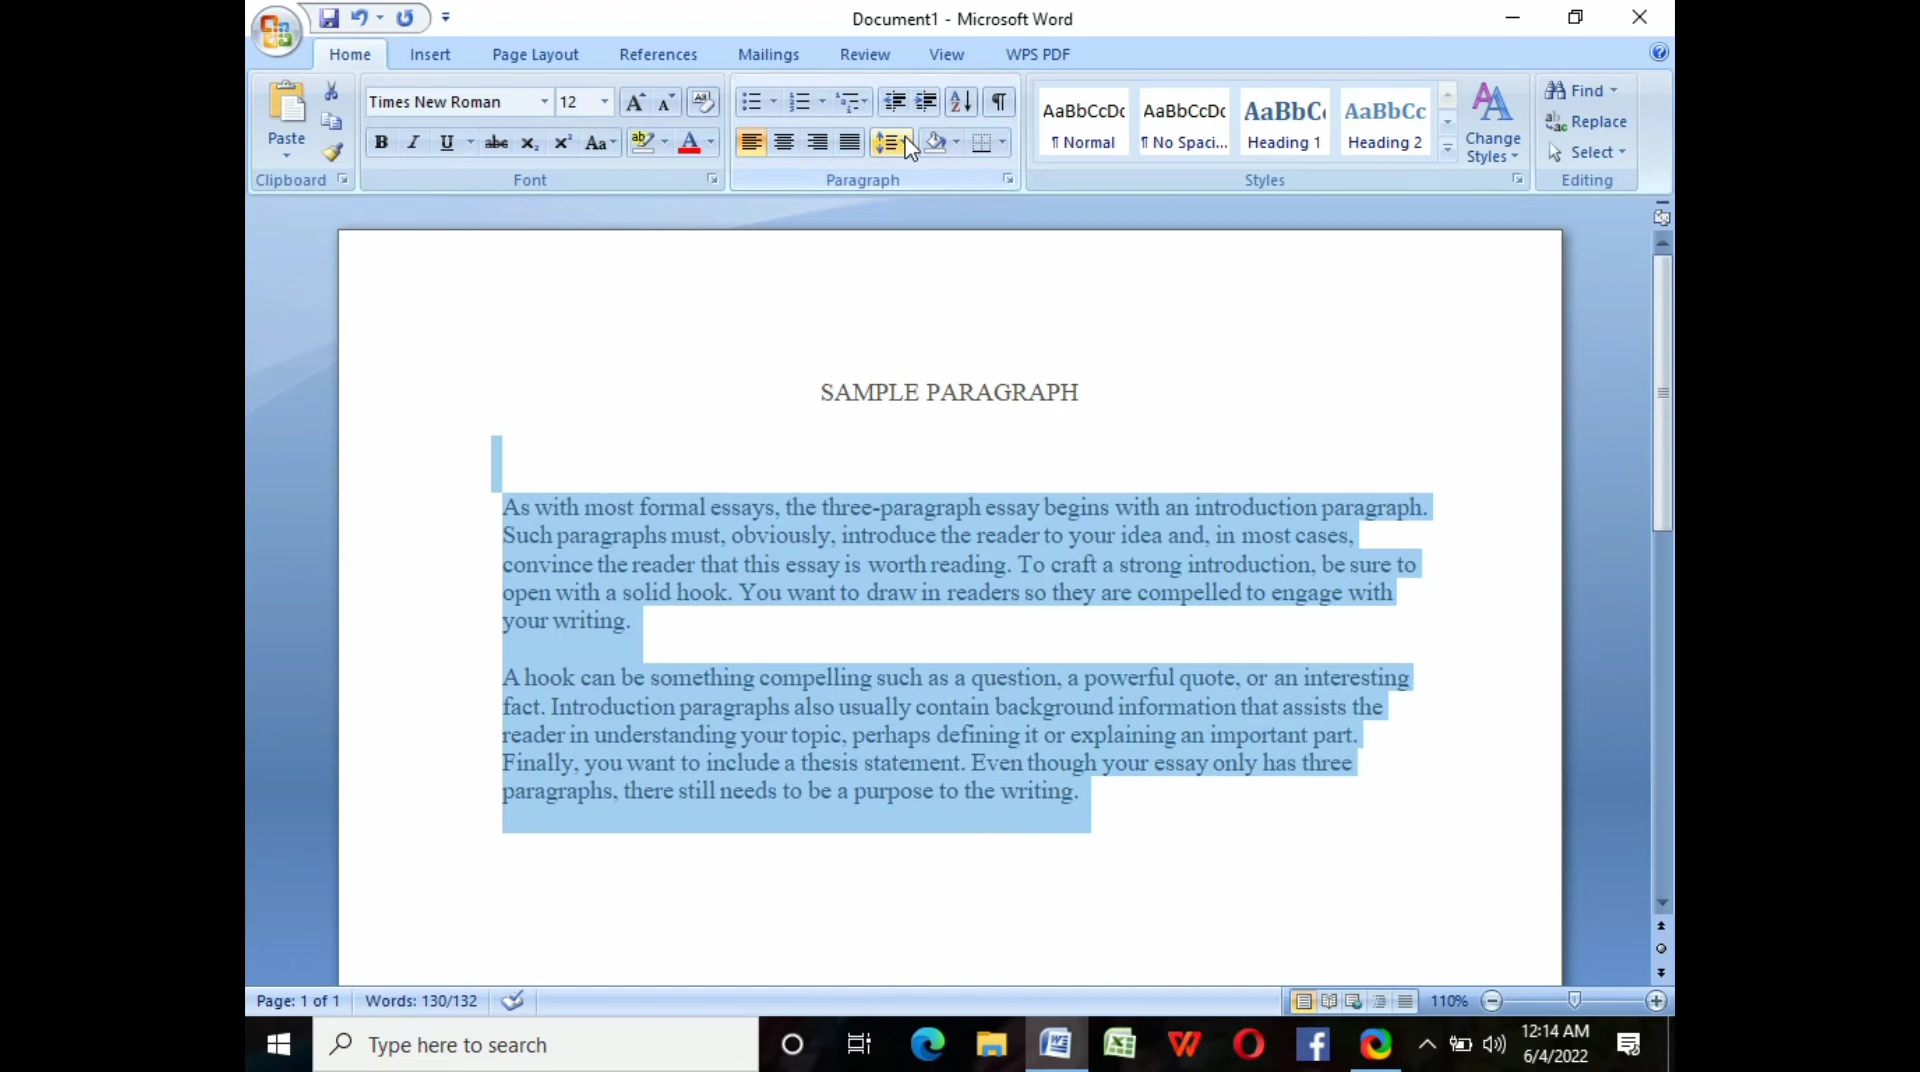 Document1 - Microsoft Word
Home Insert Page Layout References Mailings Review View WPS PDF
Paste
Times New Roman 12
AaBbCcDc AaBbCcDc AaBbC AaBbCc
¶ Normal ¶ No Spaci... Heading 1 Heading 2
Change Styles
Find
Replace
Select
Clipboard Font Paragraph Styles Editing
SAMPLE PARAGRAPH
As with most formal essays, the three-paragraph essay begins with an introduction paragraph.
Such paragraphs must, obviously, introduce the reader to your idea and, in most cases,
convince the reader that this essay is worth reading. To craft a strong introduction, be sure to
open with a solid hook. You want to draw in readers so they are compelled to engage with
your writing.
A hook can be something compelling such as a question, a powerful quote, or an interesting
fact. Introduction paragraphs also usually contain background information that assists the
reader in understanding your topic, perhaps defining it or explaining an important part.
Finally, you want to include a thesis statement. Even though your essay only has three
paragraphs, there still needs to be a purpose to the writing.
Page: 1 of 1 Words: 130/132 110%
Type here to search
12:14 AM
6/4/2022